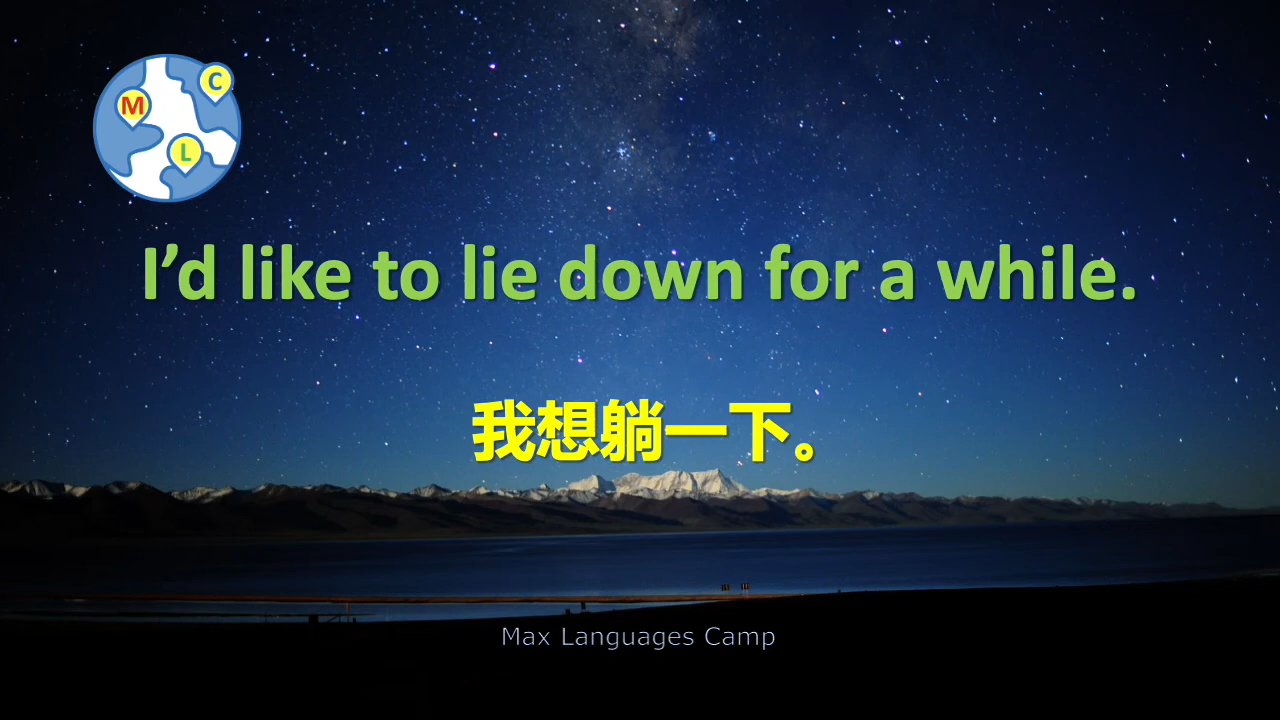 M
C
L
I’d like to lie down for a while.
我想躺一下。
Max Languages Camp